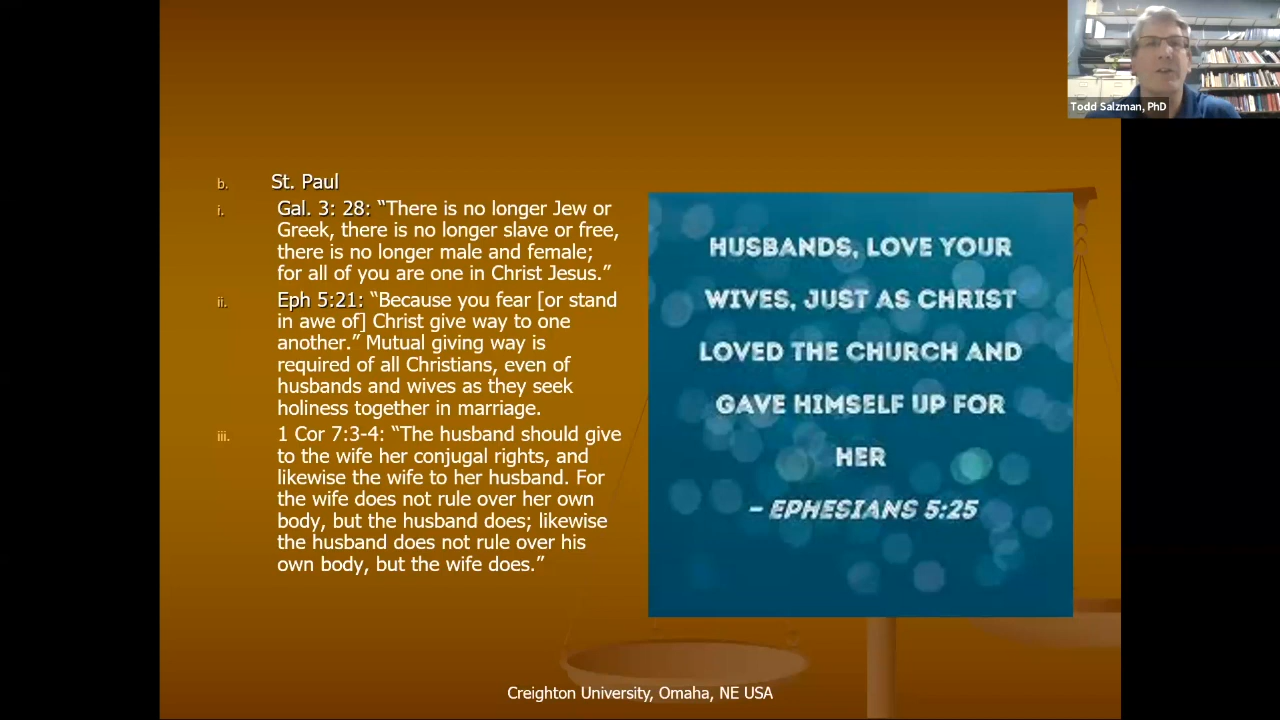 Todd Salzman, PhD
b. St. Paul
i. Gal. 3: 28: “There is no longer Jew or
Greek, there is no longer slave or free,
there is no longer male and female;
for all of you are one in Christ Jesus.”
ii. Eph 5:21: “Because you fear [or stand
in awe of] Christ give way to one
another.” Mutual giving way is
required of all Christians, even of
husbands and wives as they seek
holiness together in marriage.
iii. 1 Cor 7:3-4: “The husband should give
to the wife her conjugal rights, and
likewise the wife to her husband. For
the wife does not rule over her own
body, but the husband does; likewise
the husband does not rule over his
own body, but the wife does.”
HUSBANDS, LOVE YOUR
WIVES, JUST AS CHRIST
LOVED THE CHURCH AND
GAVE HIMSELF UP FOR
HER
– EPHESIANS 5:25
Creighton University, Omaha, NE USA